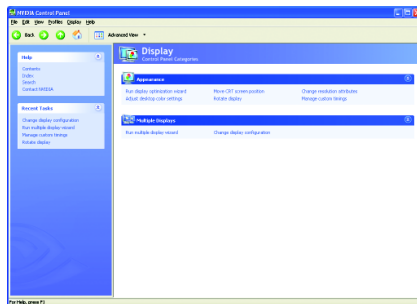 NVIDIA Control Panel
File Edit View Profiles Display Help
Back Advanced View
Help
Contents
Index
Search
Contact NVIDIA
Recent Tasks
Change display configuration
Run multiple display wizard
Manage custom timings
Rotate display
Display
Control Panel Categories
Appearance
Run display optimization wizard Move CRT screen position Change resolution attributes
Adjust desktop color settings Rotate display Manage custom timings
Multiple Displays
Run multiple display wizard Change display configuration
For Help, press F1